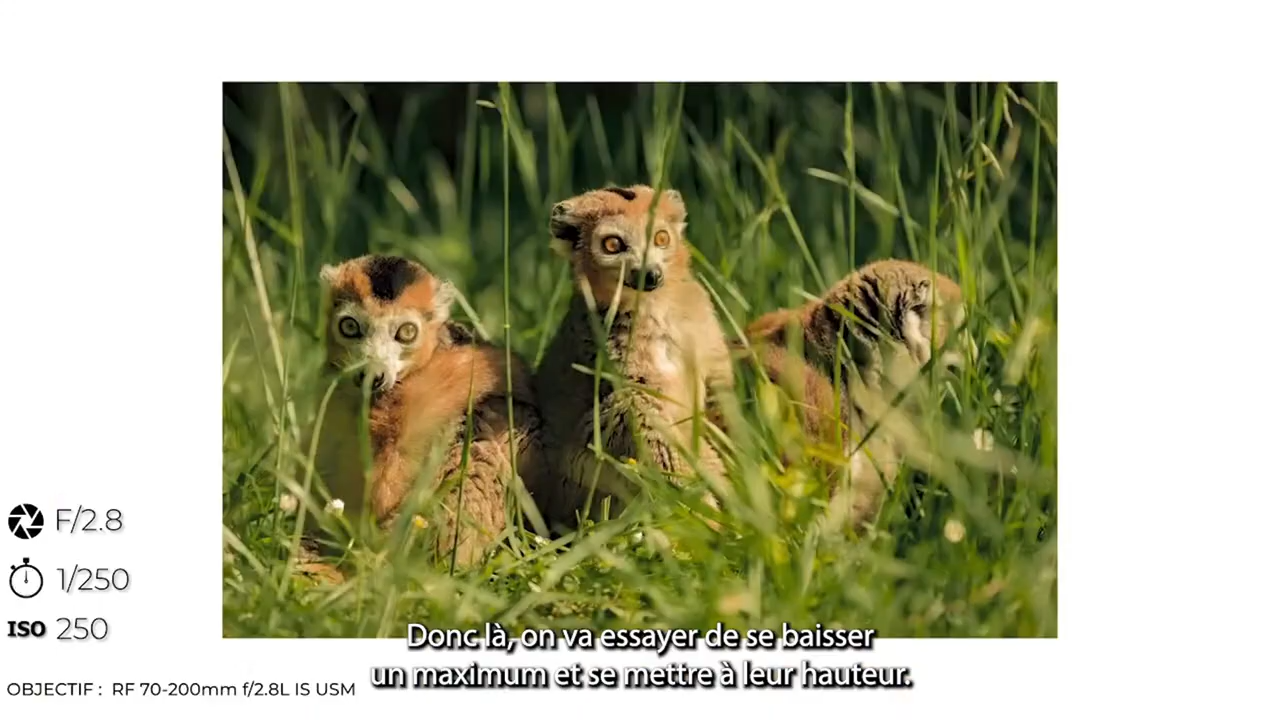 F/2.8
1/250
ISO 250
OBJECTIF : RF 70-200mm f/2.8L IS USM
Donc là, on va essayer de se baisser
un maximum et se mettre à leur hauteur.